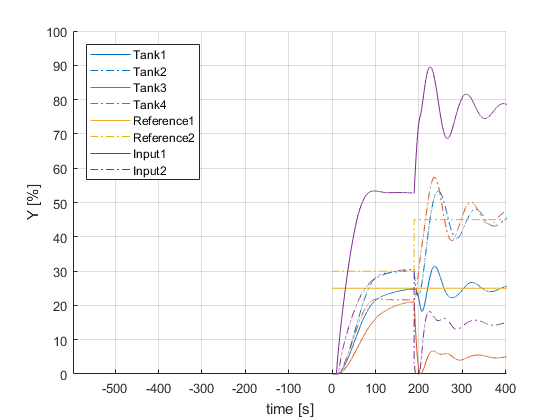 100
90
80
70
60
50
40
30
20
10
0
Y [%]
Tank1
Tank2
Tank3
Tank4
Reference1
Reference2
Input1
Input2
-500 -400 -300 -200 -100 0 100 200 300 400
time [s]